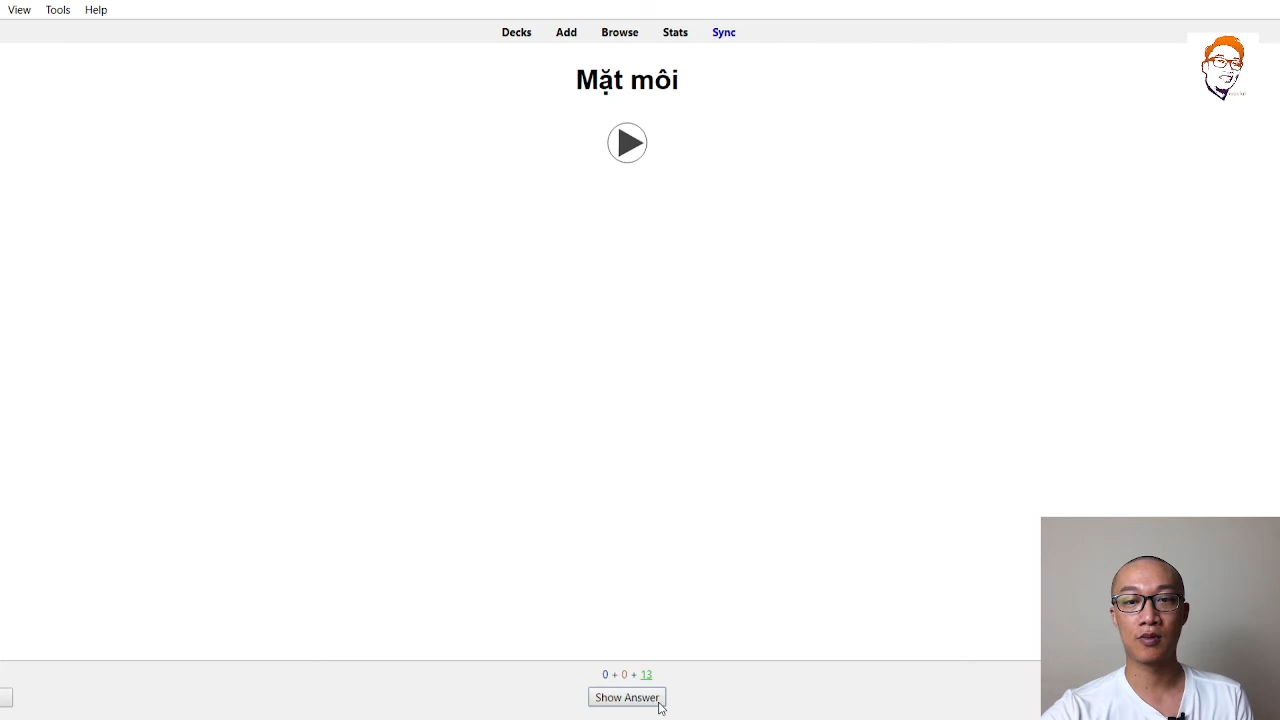 View Tools Help
Decks Add Browse Stats Sync
Mặt môi
0 + 0 + 13
Show Answer